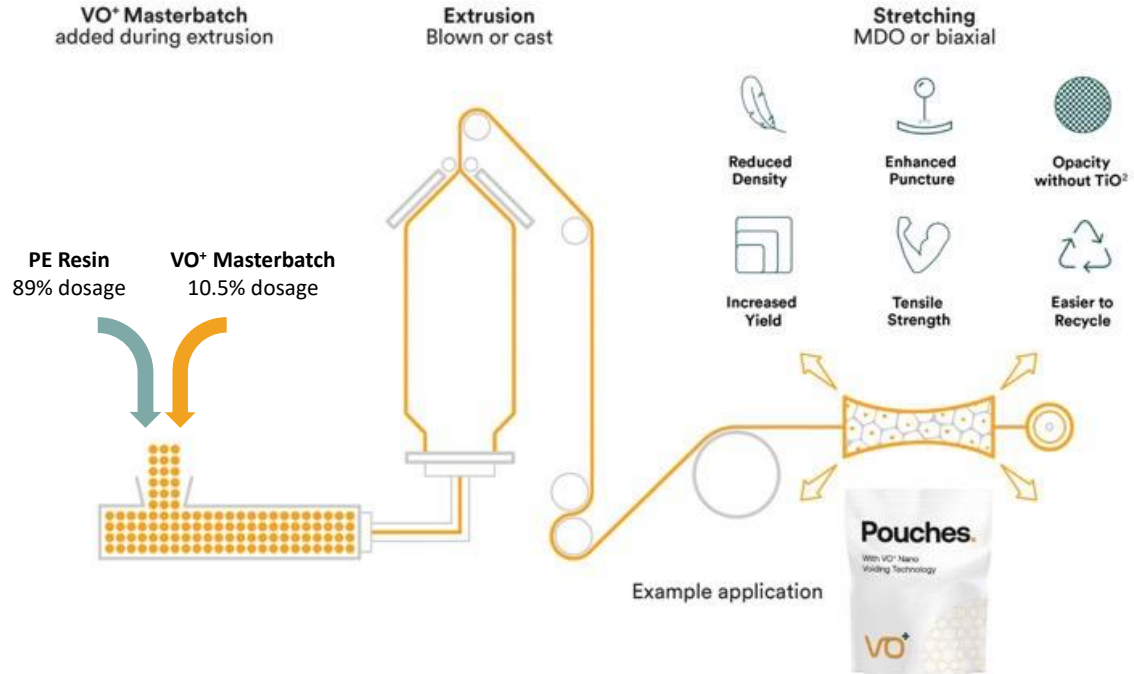 VO⁺ Masterbatch
added during extrusion
Extrusion
Blown or cast
Stretching
MDO or biaxial
Reduced
Density
Enhanced
Puncture
Opacity
without TiO²
PE Resin
89% dosage
VO⁺ Masterbatch
10.5% dosage
Increased
Yield
Tensile
Strength
Easier to
Recycle
Example application
Pouches.
With VO⁺ Nano
Voiding Technology
VO⁺